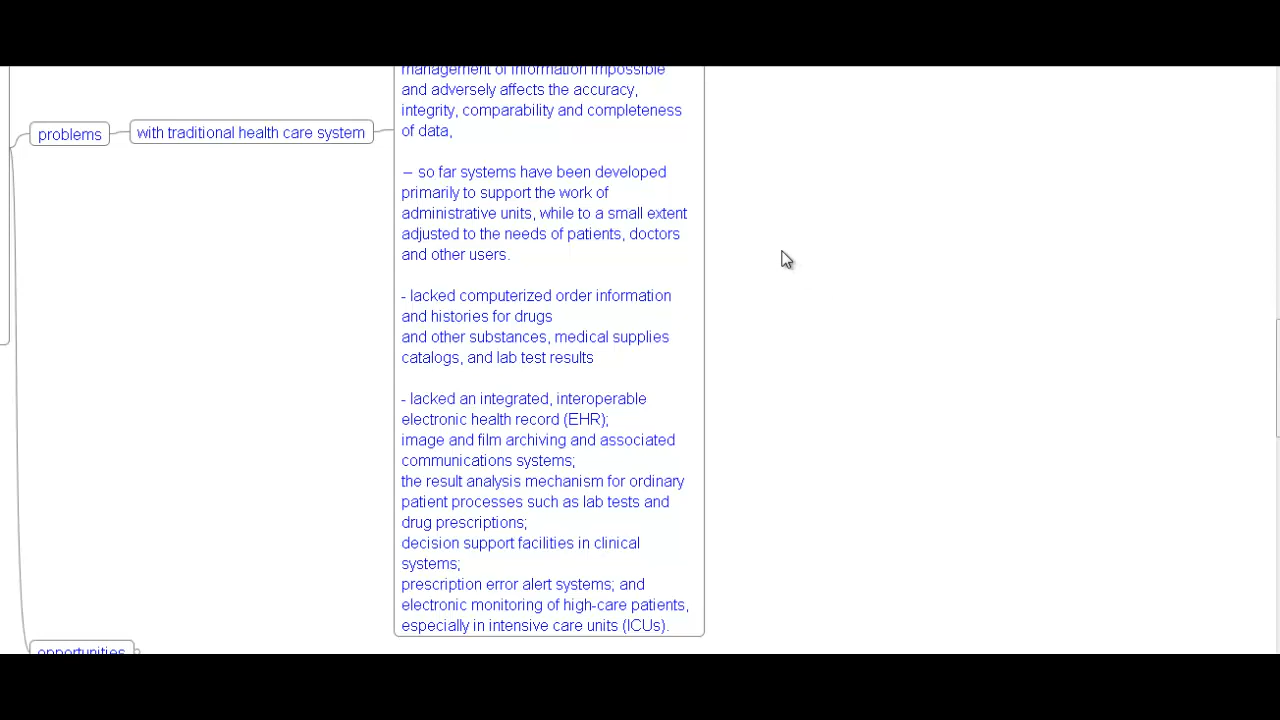 management of information impossible
and adversely affects the accuracy,
integrity, comparability and completeness
of data,
problems
with traditional health care system
– so far systems have been developed
primarily to support the work of
administrative units, while to a small extent
adjusted to the needs of patients, doctors
and other users.
- lacked computerized order information
and histories for drugs
and other substances, medical supplies
catalogs, and lab test results
- lacked an integrated, interoperable
electronic health record (EHR);
image and film archiving and associated
communications systems;
the result analysis mechanism for ordinary
patient processes such as lab tests and
drug prescriptions;
decision support facilities in clinical
systems;
prescription error alert systems; and
electronic monitoring of high-care patients,
especially in intensive care units (ICUs).
opportunities